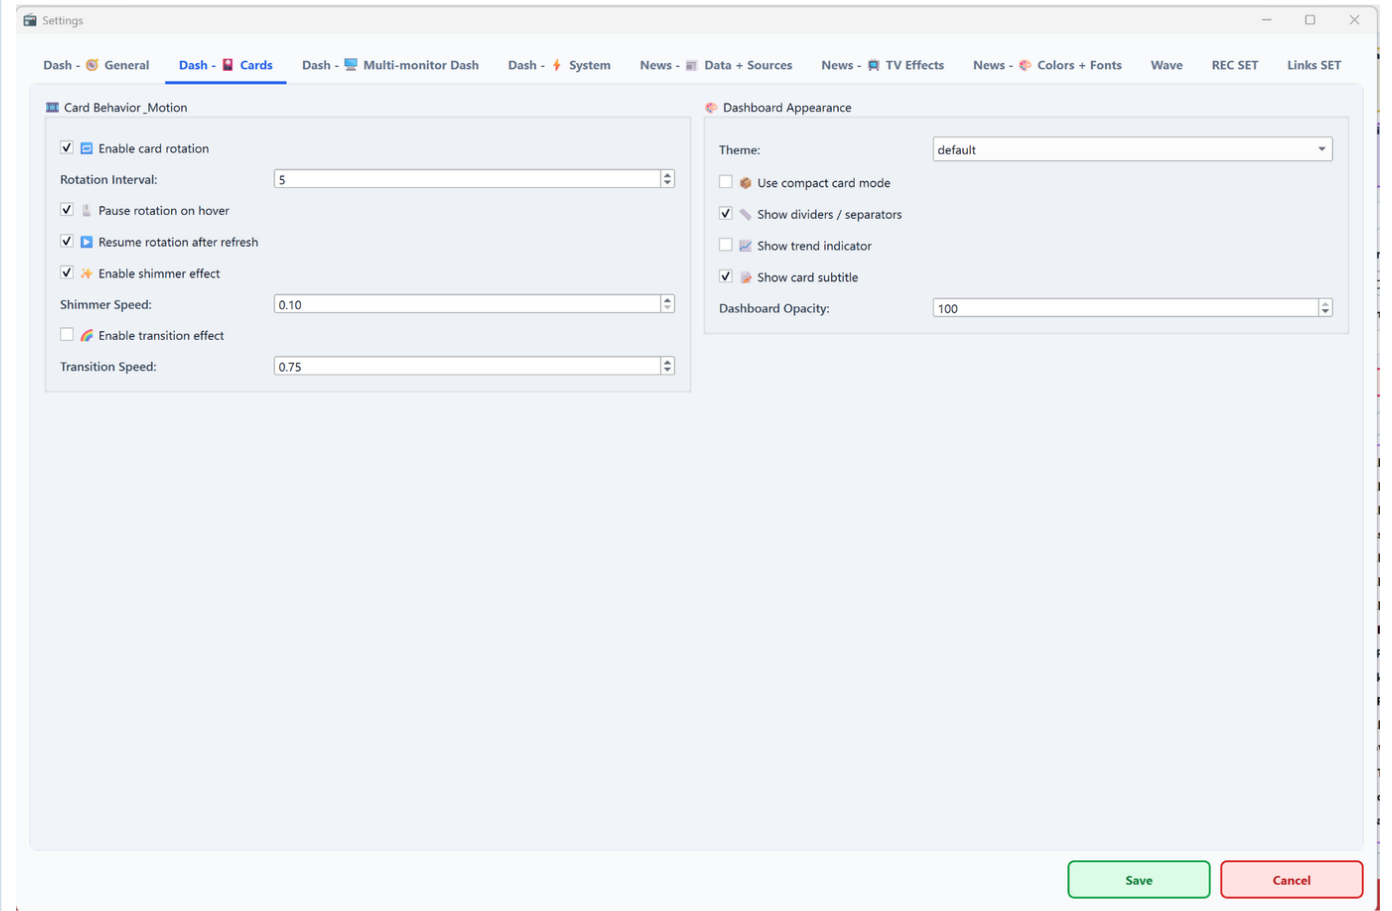 Settings
Dash - General
Dash - Cards
Dash - Multi-monitor Dash
Dash - System
News - Data + Sources
News - TV Effects
News - Colors + Fonts
Wave
REC SET
Links SET
Card Behavior _Motion
Enable card rotation
Rotation Interval: 5
Pause rotation on hover
Resume rotation after refresh
Enable shimmer effect
Shimmer Speed: 0.10
Enable transition effect
Transition Speed: 0.75
Dashboard Appearance
Theme: default
Use compact card mode
Show dividers / separators
Show trend indicator
Show card subtitle
Dashboard Opacity: 100
Save
Cancel